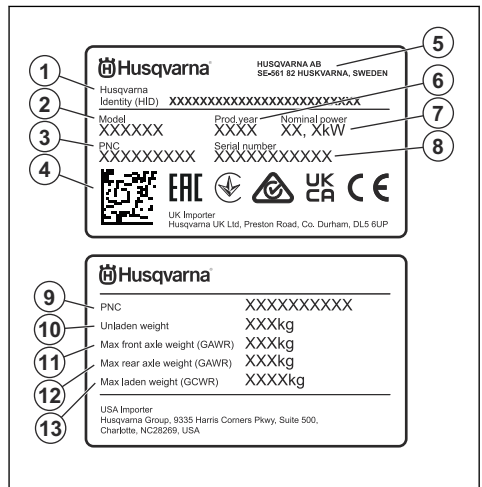 Husqvarna
HUSQVARNA AB
SE-561 82 HUSKVARNA, SWEDEN
5
1
Husqvarna
Identity (HID) XXXXXXXXXXXXXXXXXXXXXXXXXX
6
2
Model Prod.year Nominal power
XXXXXX XXXX XX, XkW
7
3
PNC Serial number
XXXXXXXXX XXXXXXXXXXX
8
4
EAC UK CA CE
UK Importer
Husqvarna UK Ltd, Preston Road, Co. Durham, DL5 6UP
Husqvarna
9
PNC XXXXXXXXXX
10
Unladen weight XXXkg
11
Max front axle weight (GAWR) XXXkg
12
Max rear axle weight (GAWR) XXXkg
13
Max laden weight (GCWR) XXXXkg
USA Importer
Husqvarna Group, 9335 Harris Corners Pkwy, Suite 500,
Charlotte, NC28269, USA